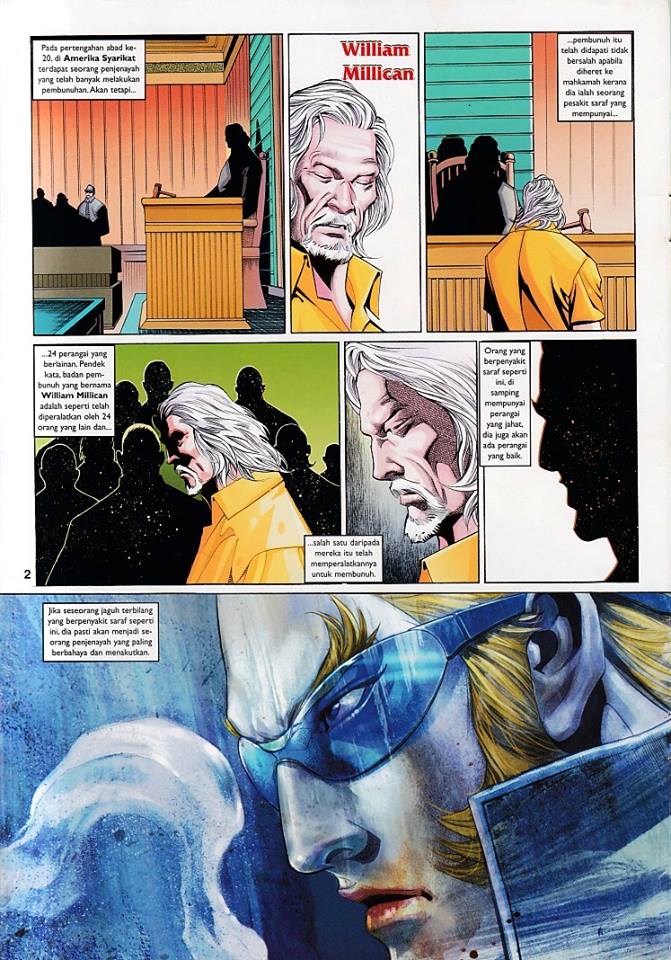 Pada pertengahan abad ke-
20, di Amerika Syarikat
terdapat seorang penjenayah
yang telah banyak melakukan
pembunuhan. Akan tetapi...
William
Millican
...pembunuh itu
telah didapati tidak
bersalah apabila
diheret ke
mahkamah kerana
dia ialah seorang
pesakit saraf yang
mempunyai...
...24 perangai yang
berlainan. Pendek
kata, badan pem-
bunuh yang bernama
William Millican
adalah seperti telah
diperalatkan oleh 24
orang yang lain dan...
...salah satu daripada
mereka itu telah
memperalatkannya
untuk membunuh.
Orang yang
berpenyakit
saraf seperti
ini, di
samping
mempunyai
perangai
yang jahat,
dia juga akan
ada perangai
yang baik.
2
Jika seseorang jaguh terbilang
yang berpenyakit saraf seperti
ini, dia pasti akan menjadi se-
orang penjenayah yang paling
berbahaya dan menakutkan.